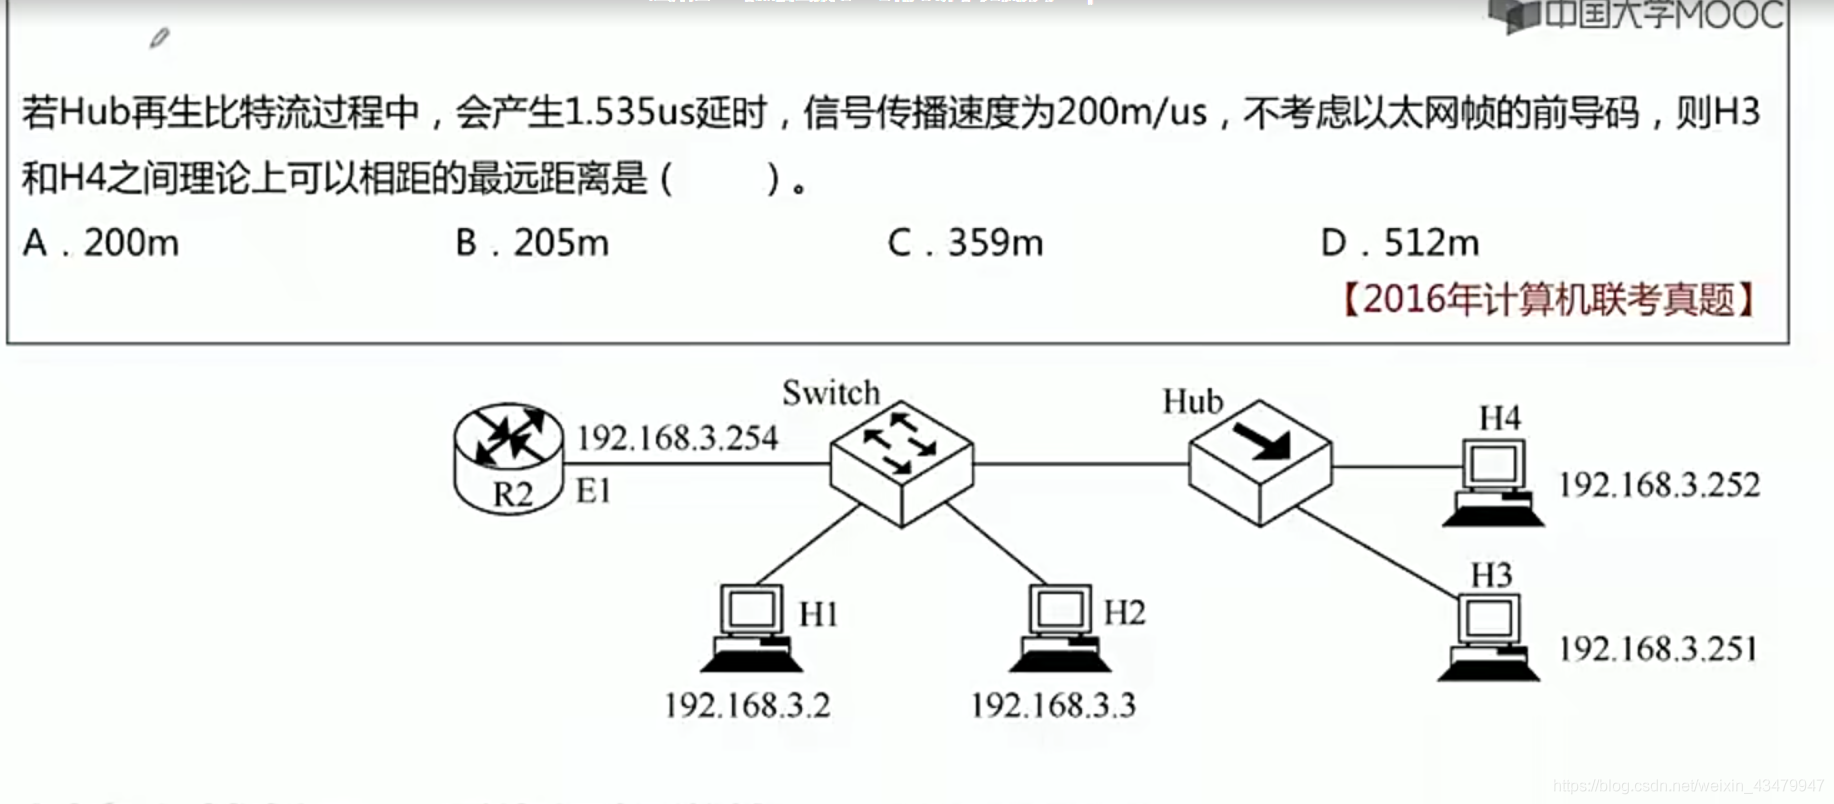 中国大学MOOC
若Hub再生比特流过程中，会产生1.535us延时，信号传播速度为200m/us，不考虑以太网帧的前导码，则H3
和H4之间理论上可以相距的最远距离是（　　）。
A．200m　B．205m　C．359m　D．512m
【2016年计算机联考真题】
Switch
Hub
H4
192.168.3.254
R2
E1
192.168.3.252
H3
H1
H2
192.168.3.251
192.168.3.2
192.168.3.3
https://blog.csdn.net/weixin_43479947